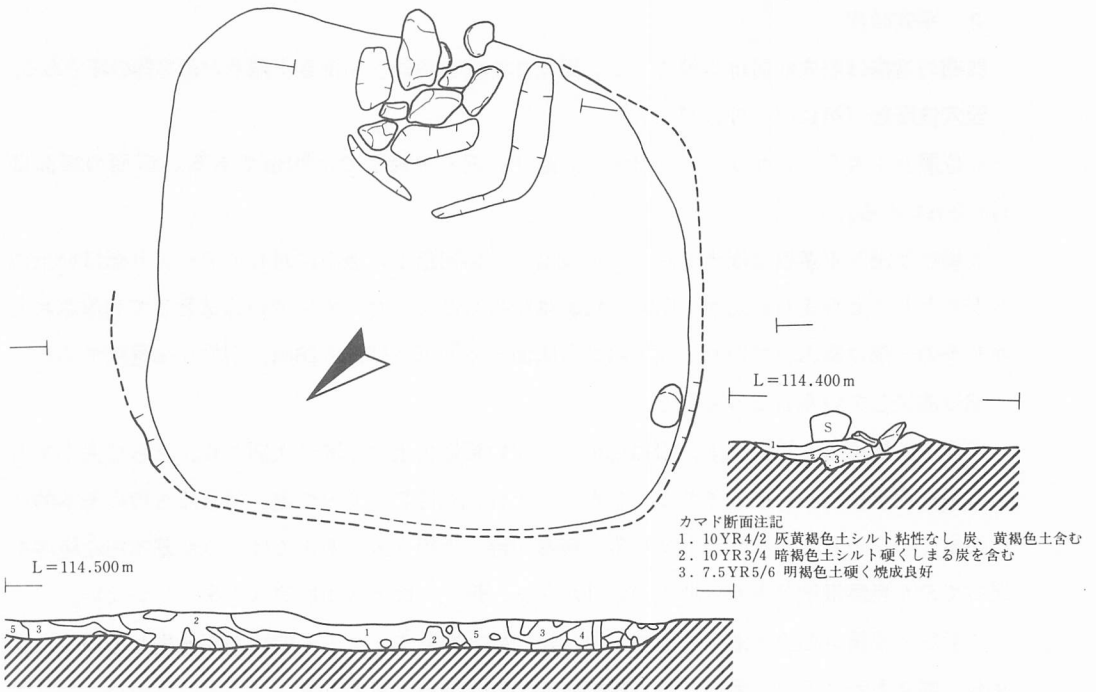 L=114.400m
S
1
2
3
カマド断面注記
1. 10YR4/2 灰黄褐色土シルト粘性なし 炭、黄褐色土含む
2. 10YR3/4 暗褐色土シルト硬くしまる炭を含む
3. 7.5YR5/6 明褐色土硬く焼成良好
L=114.500m
5 3 2 1 2 5 3 4